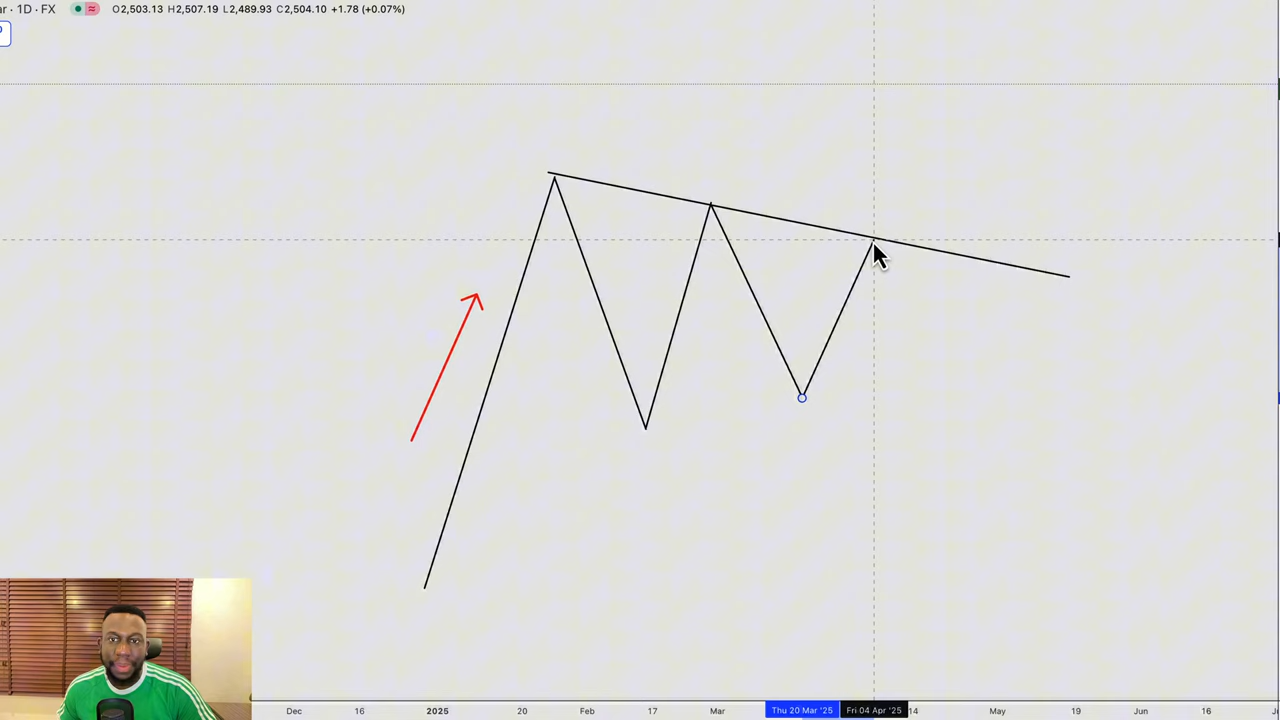 ar · 1D · FX O2,503.13 H2,507.19 L2,489.93 C2,504.10 +1.78 (+0.07%)
Dec 16 2025 20 Feb 17 Mar Thu 20 Mar '25 Fri 04 Apr '25 14 May 19 Jun 16